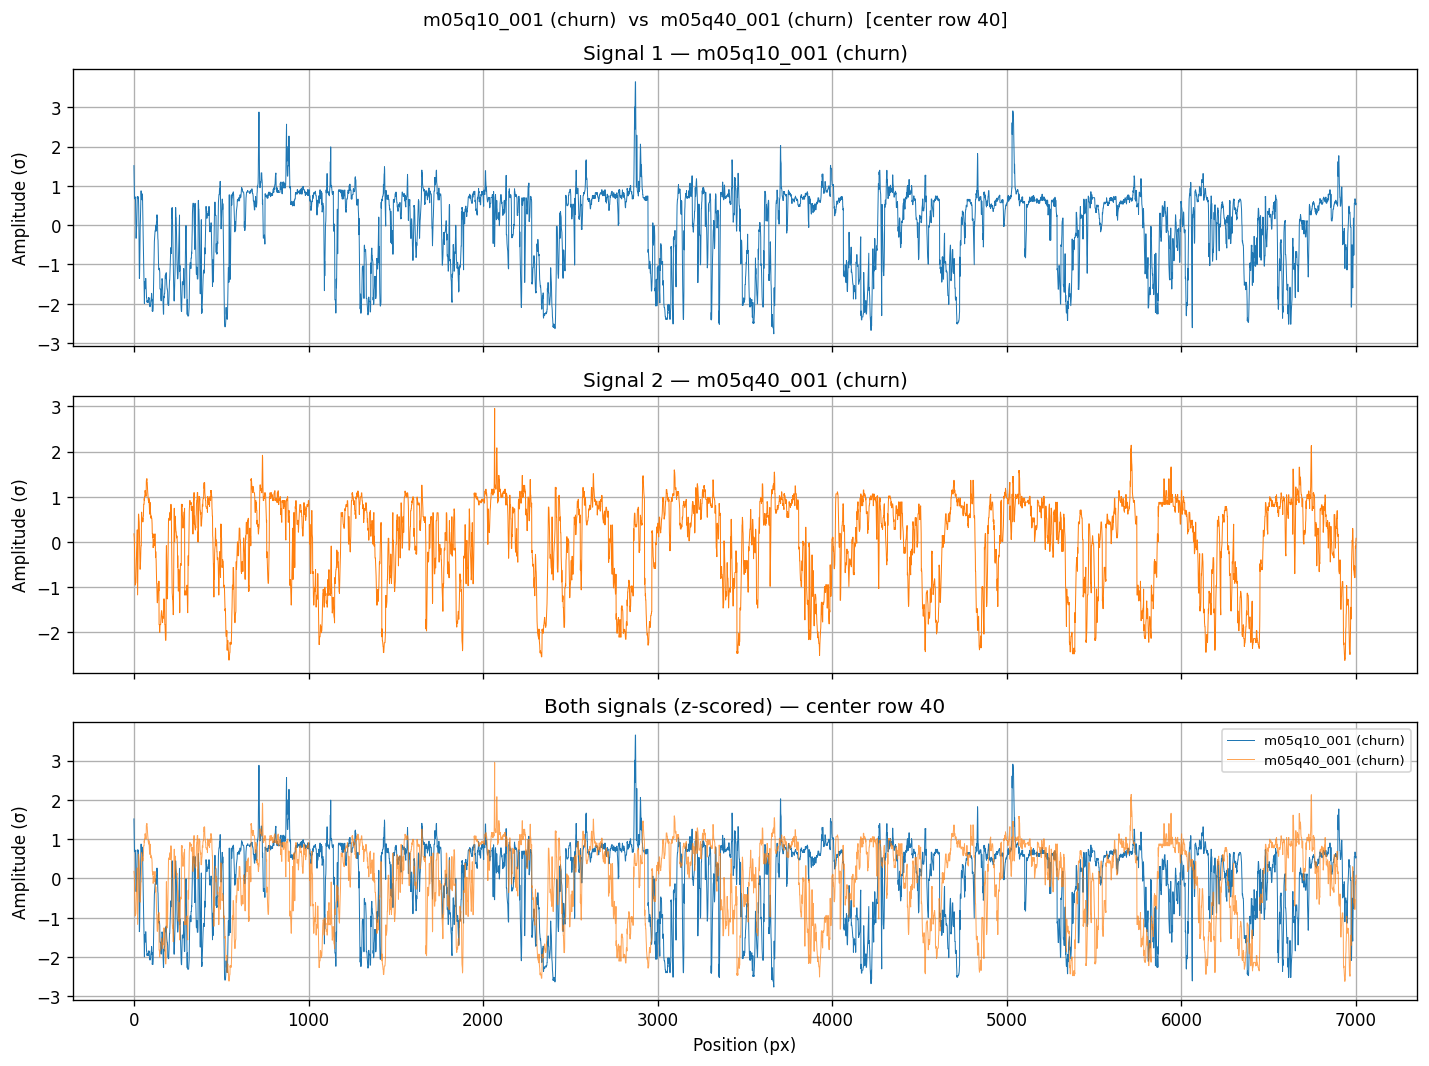 m05q10_001 (churn)  vs  m05q40_001 (churn)  [center row 40]
Signal 1 — m05q10_001 (churn)
Amplitude (σ)
3
2
1
0
−1
−2
−3
Signal 2 — m05q40_001 (churn)
Amplitude (σ)
3
2
1
0
−1
−2
Both signals (z-scored) — center row 40
m05q10_001 (churn)
m05q40_001 (churn)
Amplitude (σ)
3
2
1
0
−1
−2
−3
0 1000 2000 3000 4000 5000 6000 7000
Position (px)